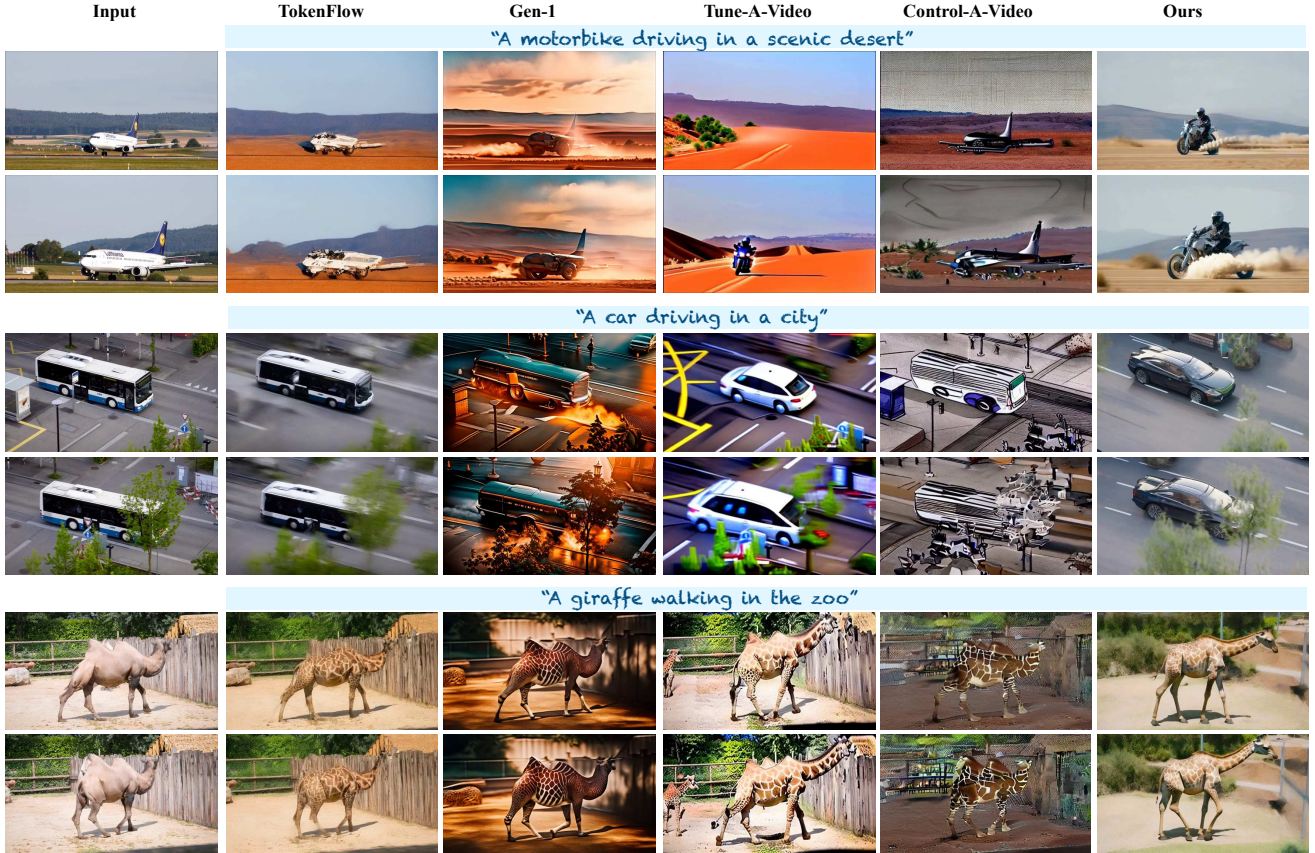 Input TokenFlow Gen-1 Tune-A-Video Control-A-Video Ours
“A motorbike driving in a scenic desert”
Lufthansa
“A car driving in a city”
“A giraffe walking in the zoo”